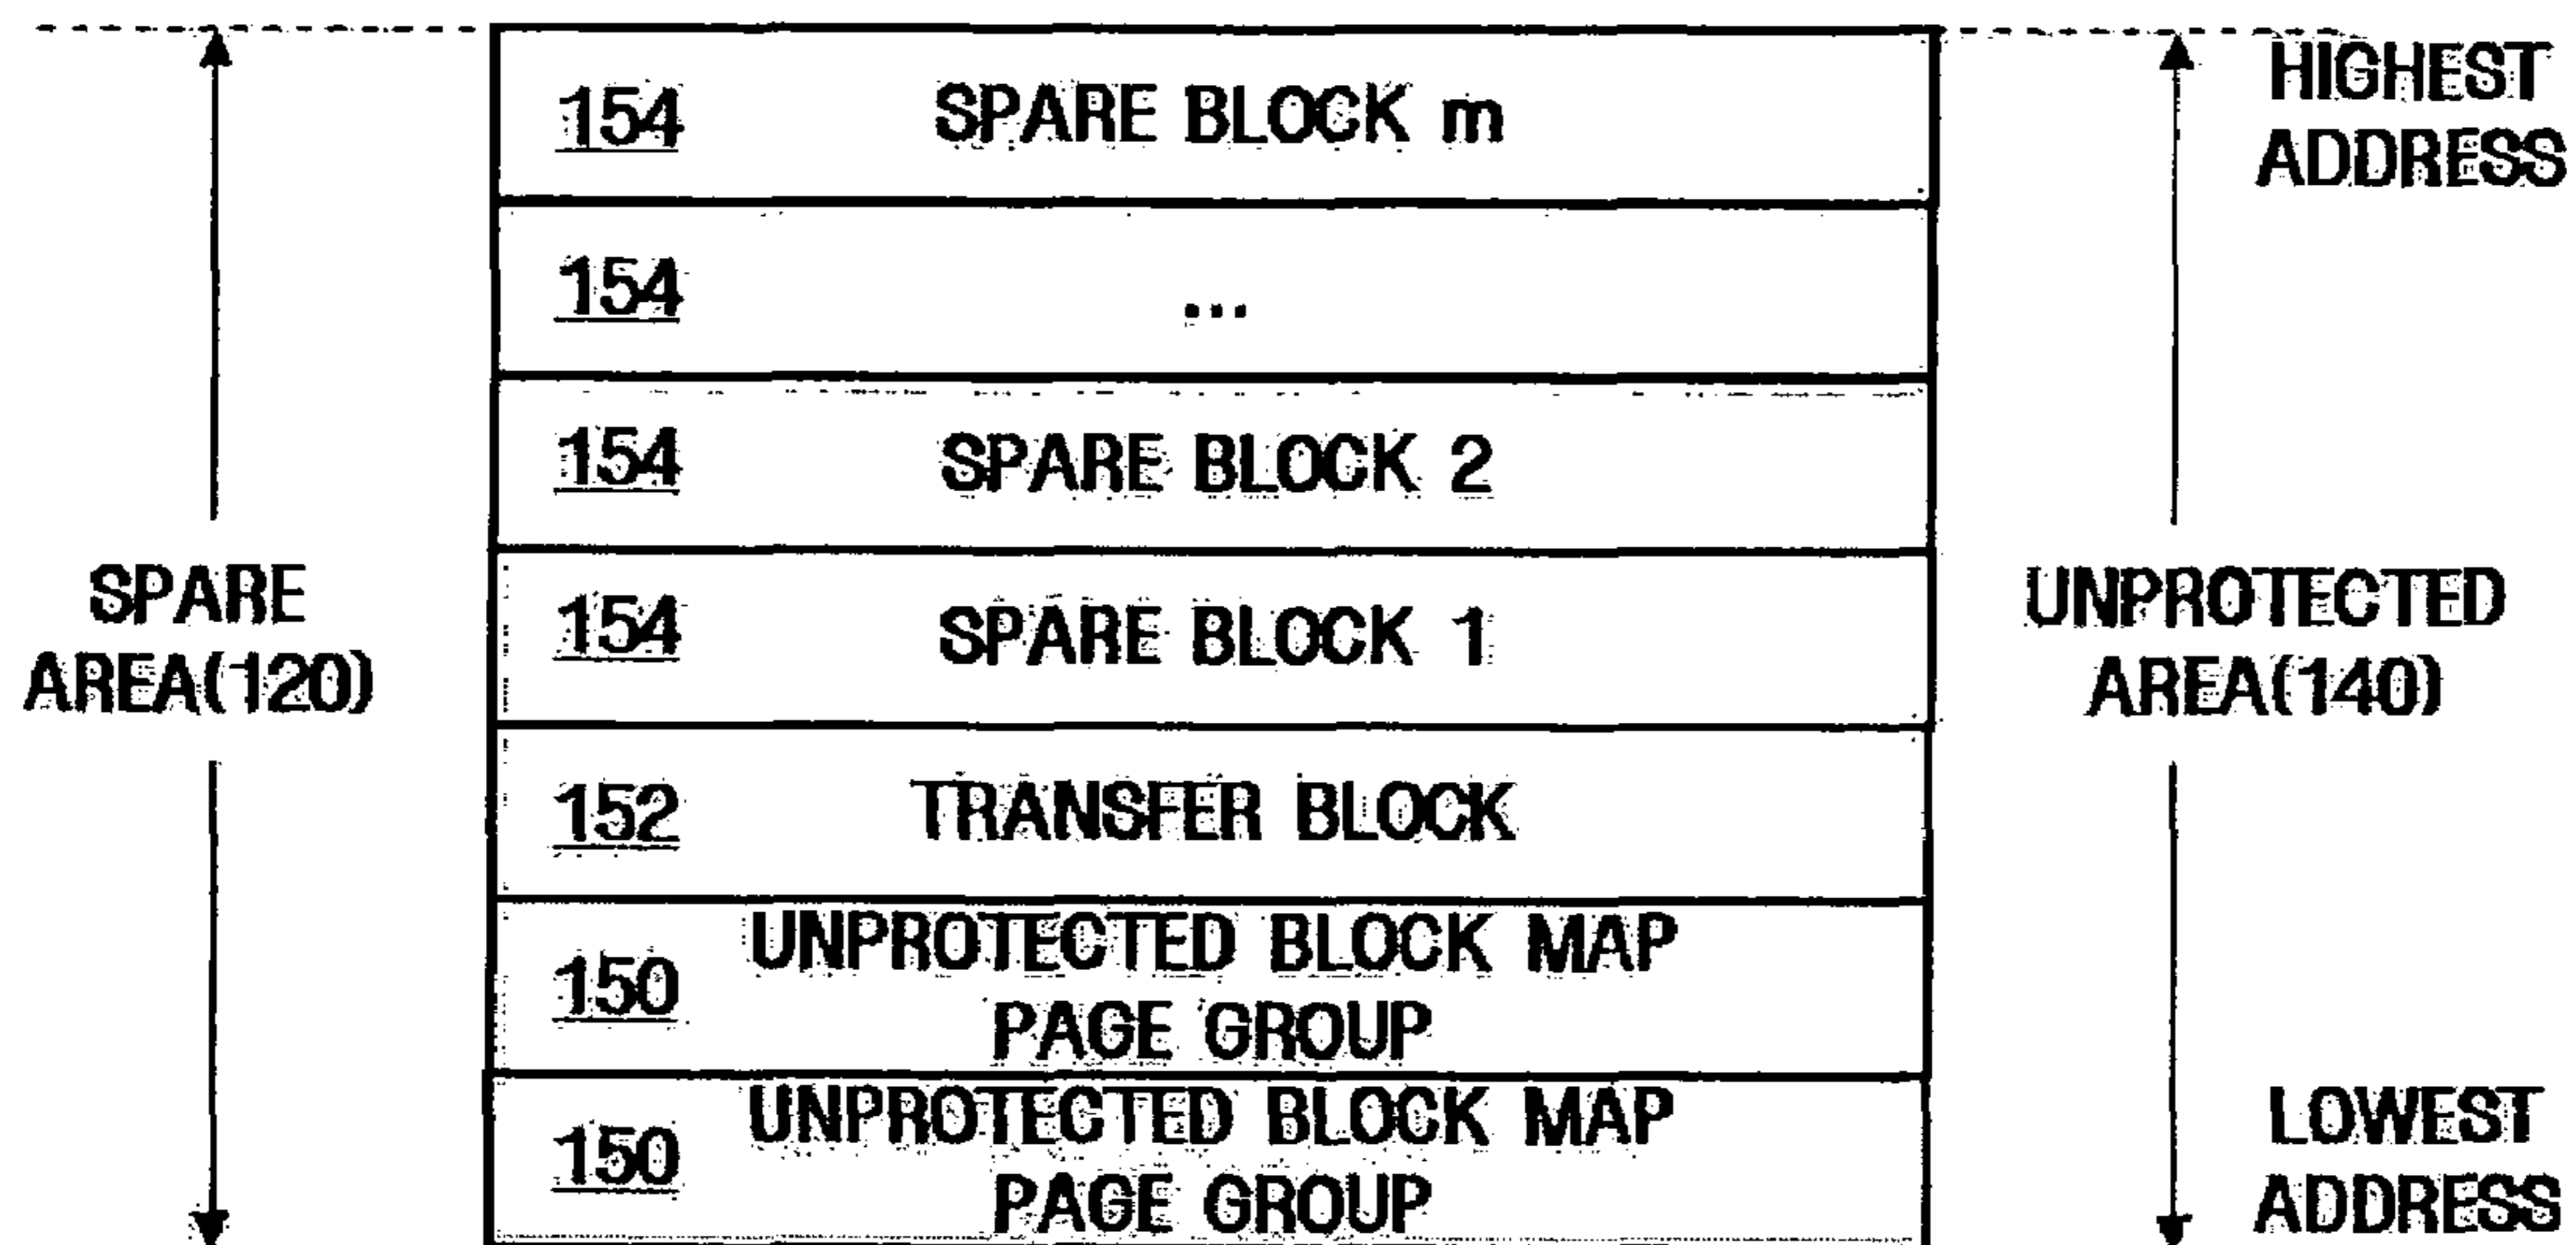 HIGHEST
ADDRESS
154 SPARE BLOCK m
154 ...
154 SPARE BLOCK 2
154 SPARE BLOCK 1
SPARE
AREA(120)
UNPROTECTED
AREA(140)
152 TRANSFER BLOCK
150 UNPROTECTED BLOCK MAP
PAGE GROUP
150 UNPROTECTED BLOCK MAP
PAGE GROUP
LOWEST
ADDRESS